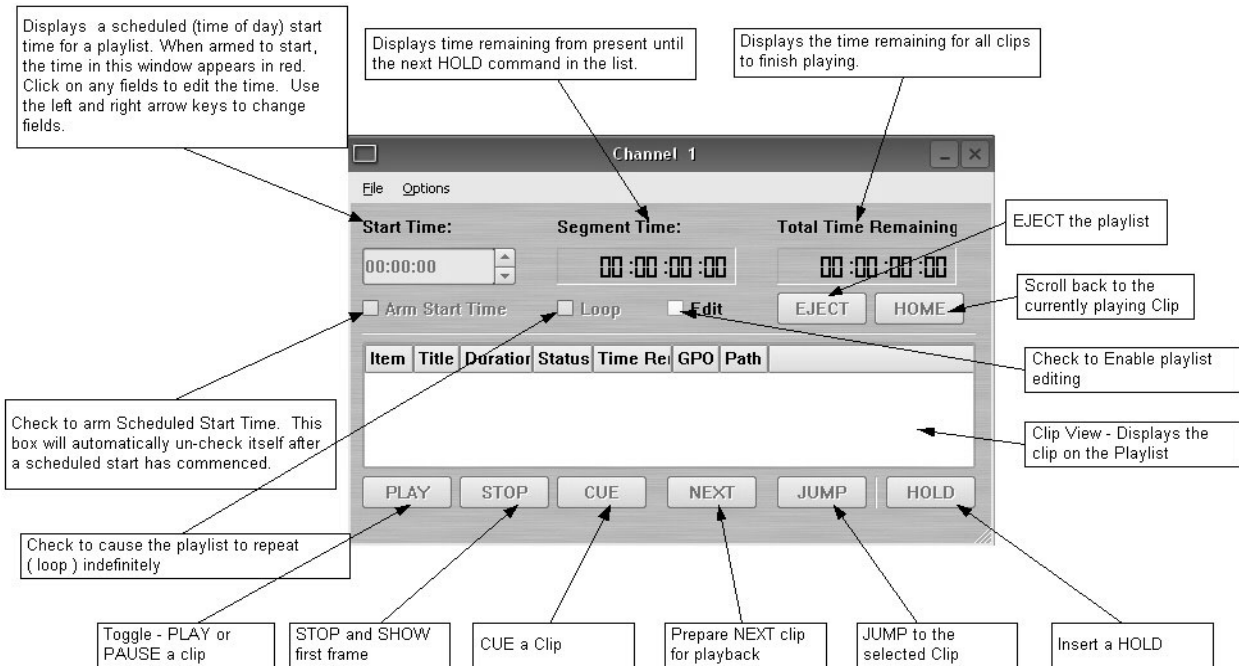 Displays a scheduled (time of day) start
time for a playlist. When armed to start,
the time in this window appears in red.
Click on any fields to edit the time. Use
the left and right arrow keys to change
fields.
Displays time remaining from present until
the next HOLD command in the list.
Displays the time remaining for all clips
to finish playing.
Channel 1
File Options
Start Time:
Segment Time:
Total Time Remaining
EJECT the playlist
00:00:00
00:00:00:00
00:00:00:00
Scroll back to the
currently playing Clip
Arm Start Time
Loop
Edit
EJECT
HOME
Item Title Duration Status Time Rei GPO Path
Check to Enable playlist
editing
Check to arm Scheduled Start Time. This
box will automatically un-check itself after
a scheduled start has commenced.
Clip View - Displays the
clip on the Playlist
PLAY
STOP
CUE
NEXT
JUMP
HOLD
Check to cause the playlist to repeat
( loop ) indefinitely
Toggle - PLAY or
PAUSE a clip
STOP and SHOW
first frame
CUE a Clip
Prepare NEXT clip
for playback
JUMP to the
selected Clip
Insert a HOLD